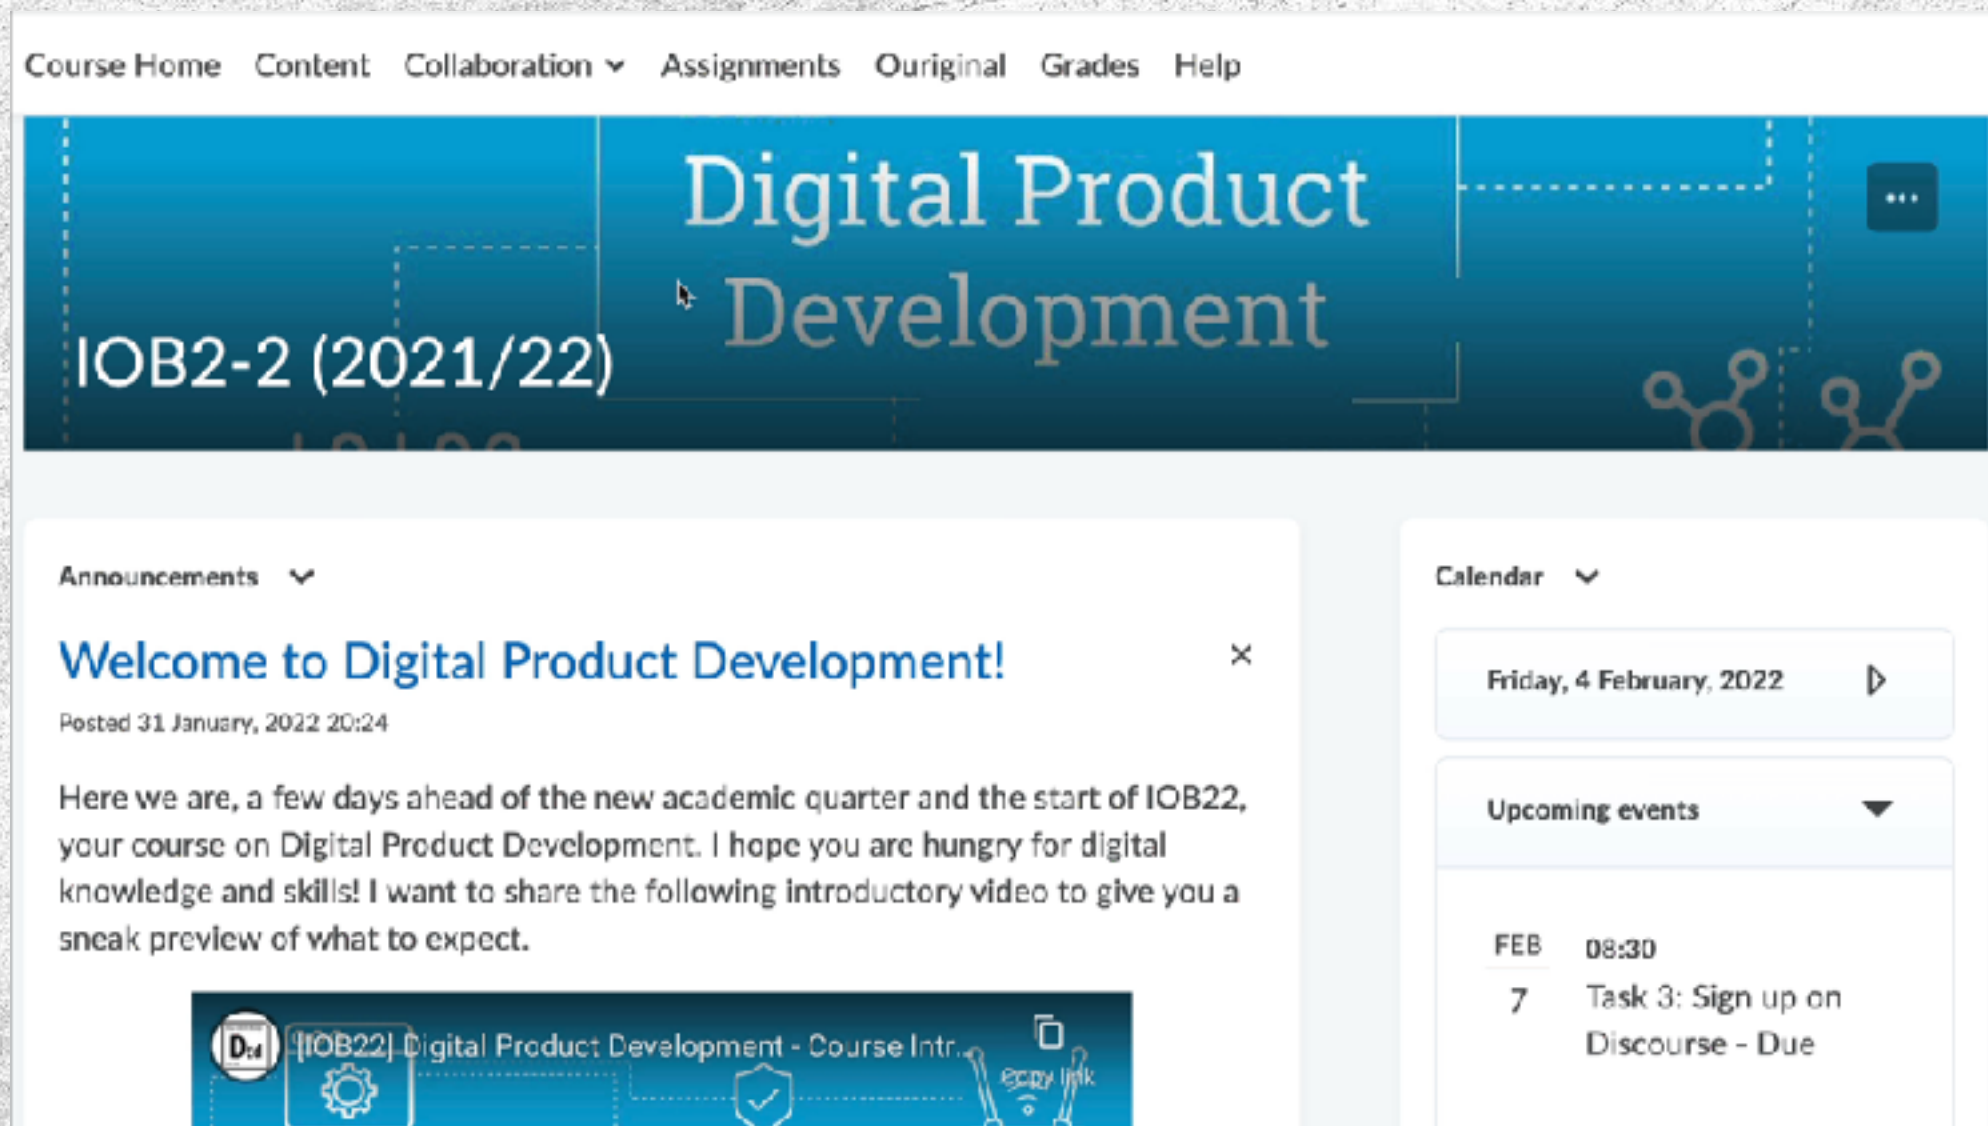 Course Home Content Collaboration Assignments Ouriginal Grades Help
Digital Product
Development
IOB2-2 (2021/22)
Announcements
Welcome to Digital Product Development!
Posted 31 January, 2022 20:24
Here we are, a few days ahead of the new academic quarter and the start of IOB22,
your course on Digital Product Development. I hope you are hungry for digital
knowledge and skills! I want to share the following introductory video to give you a
sneak preview of what to expect.
[IOB22] Digital Product Development - Course Intr...
Copy link
Calendar
Friday, 4 February, 2022
Upcoming events
FEB 08:30
7 Task 3: Sign up on
Discourse - Due